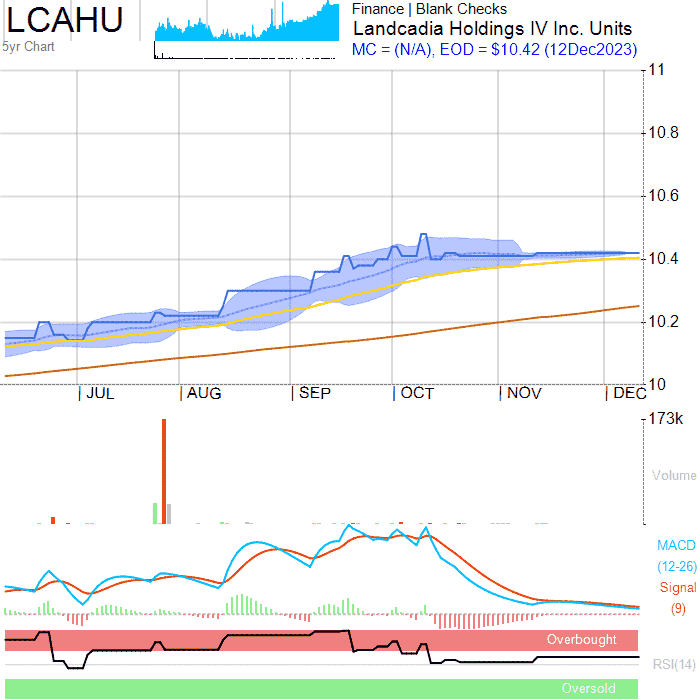 LCAHU
5yr Chart
Finance | Blank Checks
Landcadia Holdings IV Inc. Units
MC = (N/A), EOD = $10.42 (12Dec2023)
11
10.8
10.6
10.4
10.2
10
| JUL | AUG | SEP | OCT | NOV | DEC
173k
Volume
MACD
(12-26)
Signal
(9)
Overbought
RSI(14)
Oversold